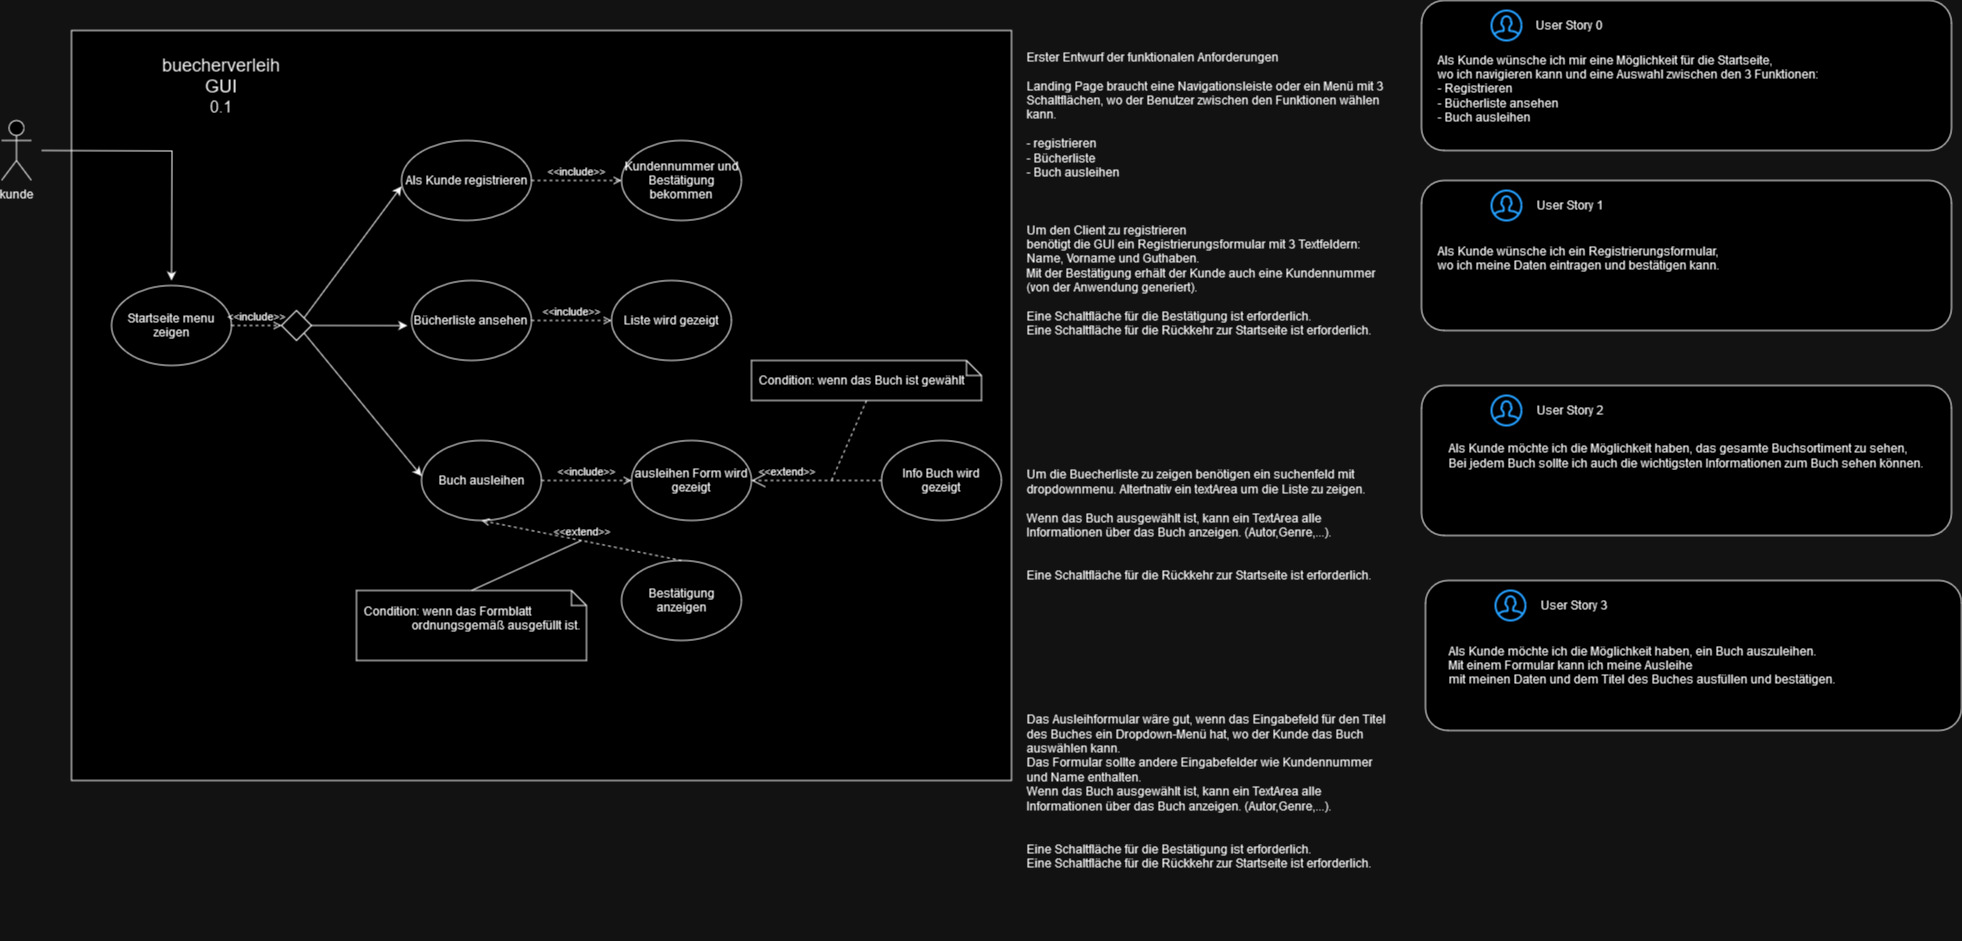 buecherverleih
GUI
0.1
kunde
Als Kunde registrieren
<<include>>
Kundennummer und
Bestätigung
bekommen
Startseite menu
zeigen
<<include>>
Bücherliste ansehen
<<include>>
Liste wird gezeigt
Condition: wenn das Buch ist gewählt
Buch ausleihen
<<include>>
ausleihen Form wird
gezeigt
<<extend>>
Info Buch wird
gezeigt
<<extend>>
Bestätigung
anzeigen
Condition: wenn das Formblatt
ordnungsgemäß ausgefüllt ist.
Erster Entwurf der funktionalen Anforderungen
Landing Page braucht eine Navigationsleiste oder ein Menü mit 3
Schaltflächen, wo der Benutzer zwischen den Funktionen wählen
kann.
- registrieren
- Bücherliste
- Buch ausleihen
Um den Client zu registrieren
benötigt die GUI ein Registrierungsformular mit 3 Textfeldern:
Name, Vorname und Guthaben.
Mit der Bestätigung erhält der Kunde auch eine Kundennummer
(von der Anwendung generiert).
Eine Schaltfläche für die Bestätigung ist erforderlich.
Eine Schaltfläche für die Rückkehr zur Startseite ist erforderlich.
Um die Buecherliste zu zeigen benötigen ein suchenfeld mit
dropdownmenu. Altertnativ ein textArea um die Liste zu zeigen.
Wenn das Buch ausgewählt ist, kann ein TextArea alle
Informationen über das Buch anzeigen. (Autor,Genre,...).
Eine Schaltfläche für die Rückkehr zur Startseite ist erforderlich.
Das Ausleihformular wäre gut, wenn das Eingabefeld für den Titel
des Buches ein Dropdown-Menü hat, wo der Kunde das Buch
auswählen kann.
Das Formular sollte andere Eingabefelder wie Kundennummer
und Name enthalten.
Wenn das Buch ausgewählt ist, kann ein TextArea alle
Informationen über das Buch anzeigen. (Autor,Genre,...).
Eine Schaltfläche für die Bestätigung ist erforderlich.
Eine Schaltfläche für die Rückkehr zur Startseite ist erforderlich.
User Story 0
Als Kunde wünsche ich mir eine Möglichkeit für die Startseite,
wo ich navigieren kann und eine Auswahl zwischen den 3 Funktionen:
- Registrieren
- Bücherliste ansehen
- Buch ausleihen
User Story 1
Als Kunde wünsche ich ein Registrierungsformular,
wo ich meine Daten eintragen und bestätigen kann.
User Story 2
Als Kunde möchte ich die Möglichkeit haben, das gesamte Buchsortiment zu sehen,
Bei jedem Buch sollte ich auch die wichtigsten Informationen zum Buch sehen können.
User Story 3
Als Kunde möchte ich die Möglichkeit haben, ein Buch auszuleihen.
Mit einem Formular kann ich meine Ausleihe
mit meinen Daten und dem Titel des Buches ausfüllen und bestätigen.